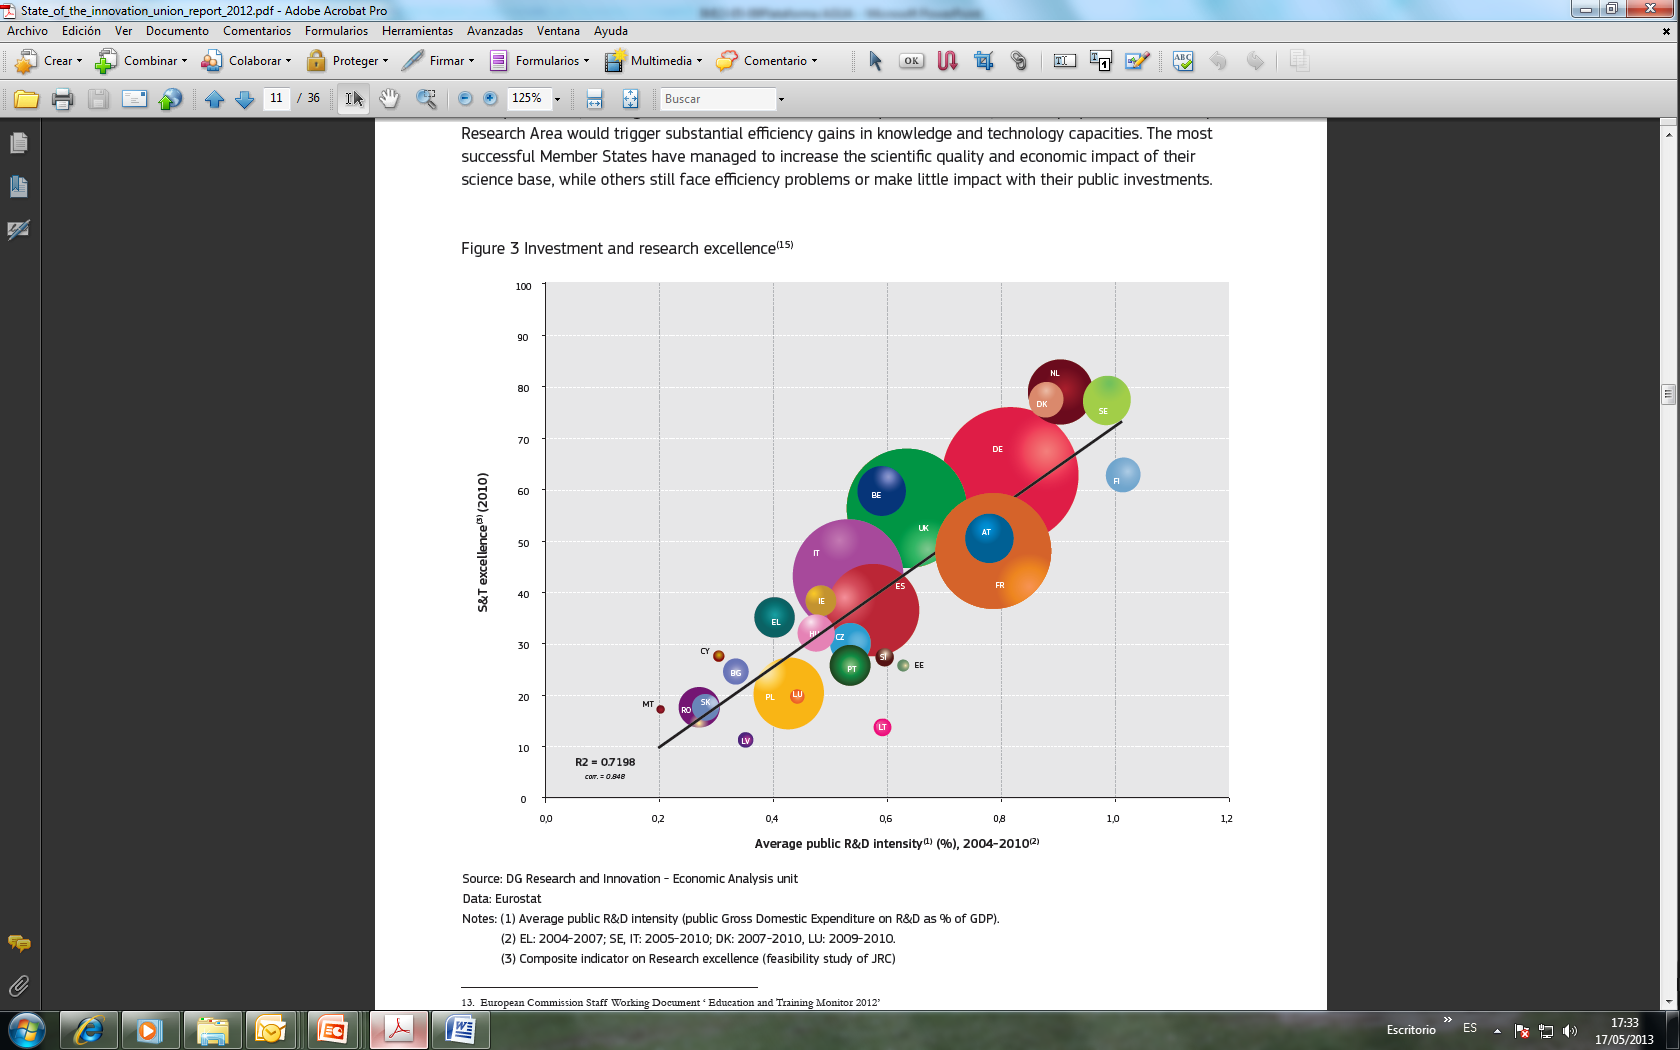 State_of_the_innovation_union_report_2012.pdf - Adobe Acrobat Pro
Archivo Edición Ver Documento Comentarios Formularios Herramientas Avanzadas Ventana Ayuda
Crear Combinar Colaborar Proteger Firmar Formularios Multimedia Comentario OK
11 / 36 125% Buscar
Research Area would trigger substantial efficiency gains in knowledge and technology capacities. The most
successful Member States have managed to increase the scientific quality and economic impact of their
science base, while others still face efficiency problems or make little impact with their public investments.
Figure 3 Investment and research excellence(15)
100
90
80
70
60
50
40
30
20
10
0
S&T excellence(3) (2010)
NL
DK
SE
DE
FI
BE
UK
AT
IT
FR
ES
IE
EL
HU
CZ
CY
SI
EE
PT
BG
PL
LU
MT
RO
SK
LT
LV
R2 = 0.7198
corr. = 0.848
0,0 0,2 0,4 0,6 0,8 1,0 1,2
Average public R&D intensity(1) (%), 2004-2010(2)
Source: DG Research and Innovation - Economic Analysis unit
Data: Eurostat
Notes: (1) Average public R&D intensity (public Gross Domestic Expenditure on R&D as % of GDP).
(2) EL: 2004-2007; SE, IT: 2005-2010; DK: 2007-2010, LU: 2009-2010.
(3) Composite indicator on Research excellence (feasibility study of JRC)
13. European Commission Staff Working Document ‘ Education and Training Monitor 2012’
Escritorio » ES 17:33
17/05/2013